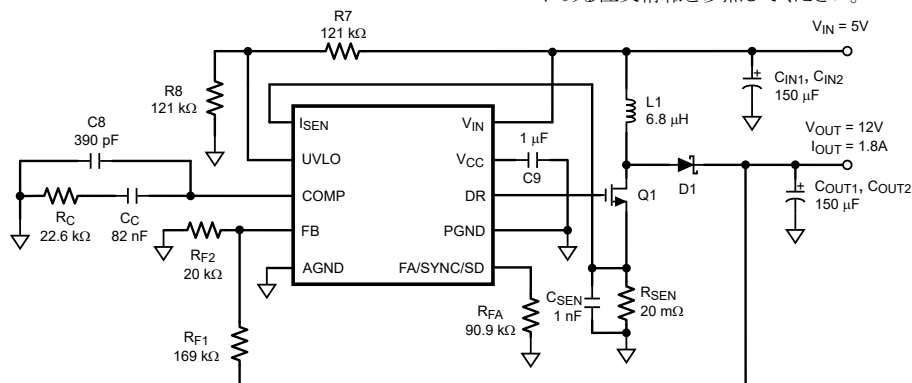 R7
121 kΩ
VIN = 5V
R8
121 kΩ
CIN1, CIN2
150 μF
L1
6.8 μH
C8
390 pF
ISEN
VIN
1 μF
VOUT = 12V
IOUT = 1.8A
UVLO
VCC
C9
D1
COMP
DR
Q1
COUT1, COUT2
150 μF
RC
22.6 kΩ
CC
82 nF
FB
PGND
RF2
20 kΩ
AGND
FA/SYNC/SD
CSEN
1 nF
RSEN
20 mΩ
RFA
90.9 kΩ
RF1
169 kΩ